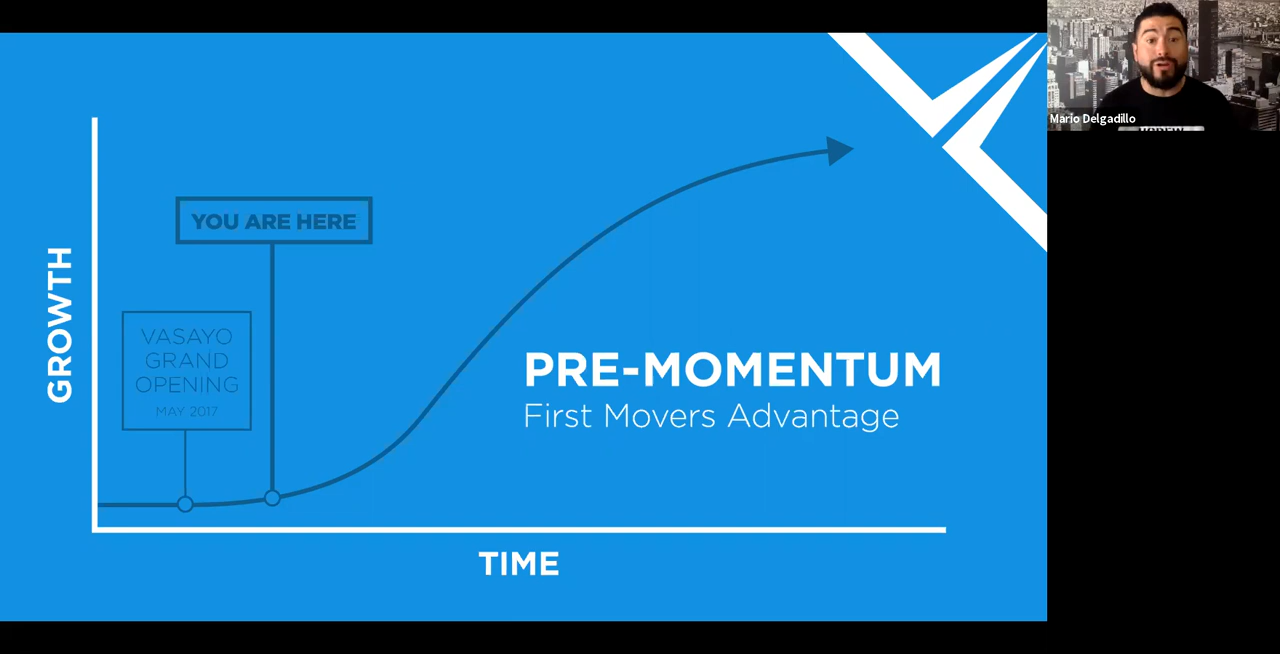 YOU ARE HERE
GROWTH
VASAYO
GRAND
OPENING
MAY 2017
PRE-MOMENTUM
First Movers Advantage
TIME
Mario Delgadillo